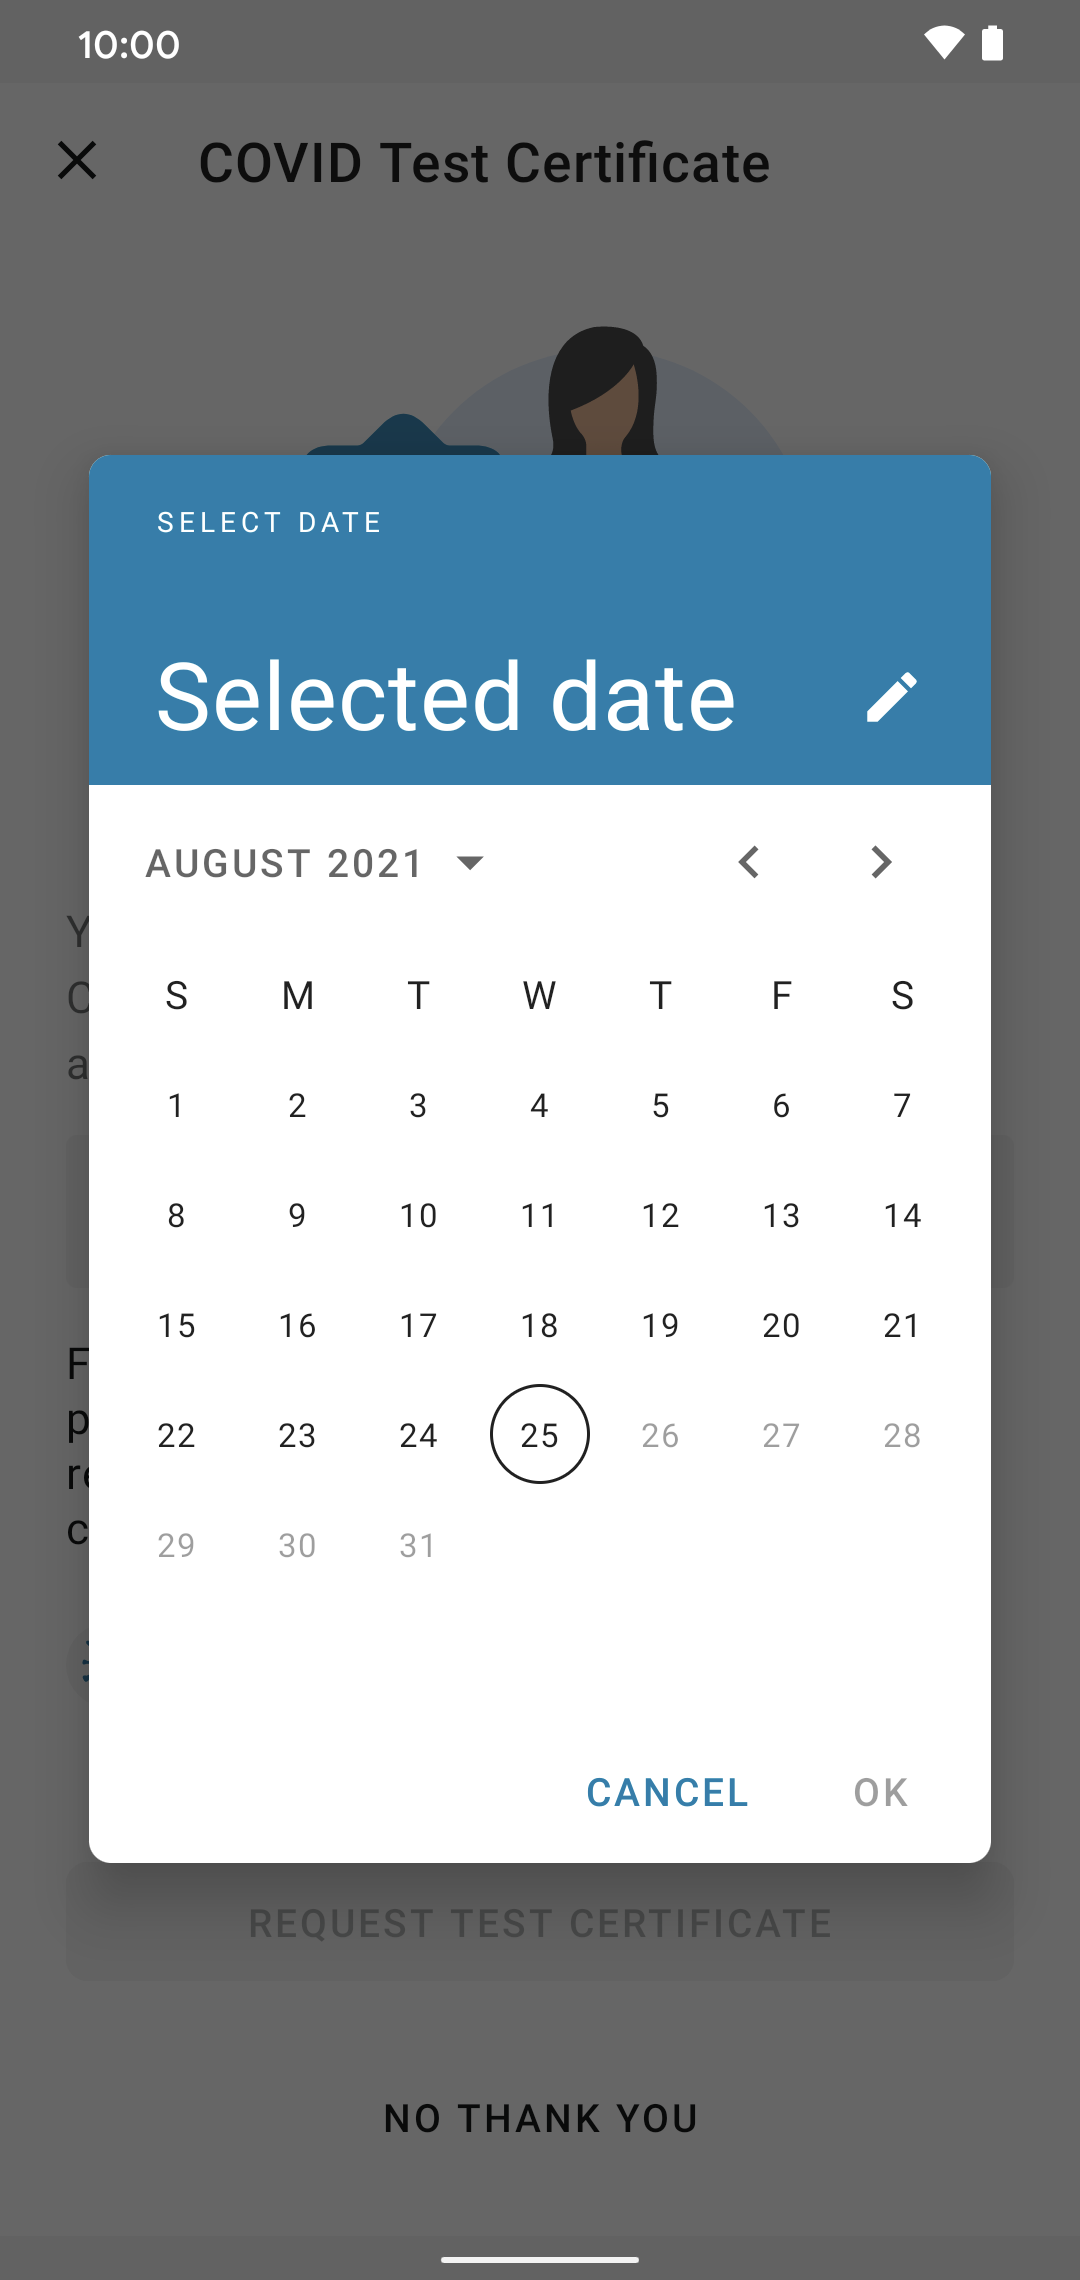 10:00
COVID Test Certificate
SELECT DATE
Selected date
AUGUST 2021
S M T W T F S
1 2 3 4 5 6 7
8 9 10 11 12 13 14
15 16 17 18 19 20 21
22 23 24 25 26 27 28
29 30 31
CANCEL OK
REQUEST TEST CERTIFICATE
NO THANK YOU